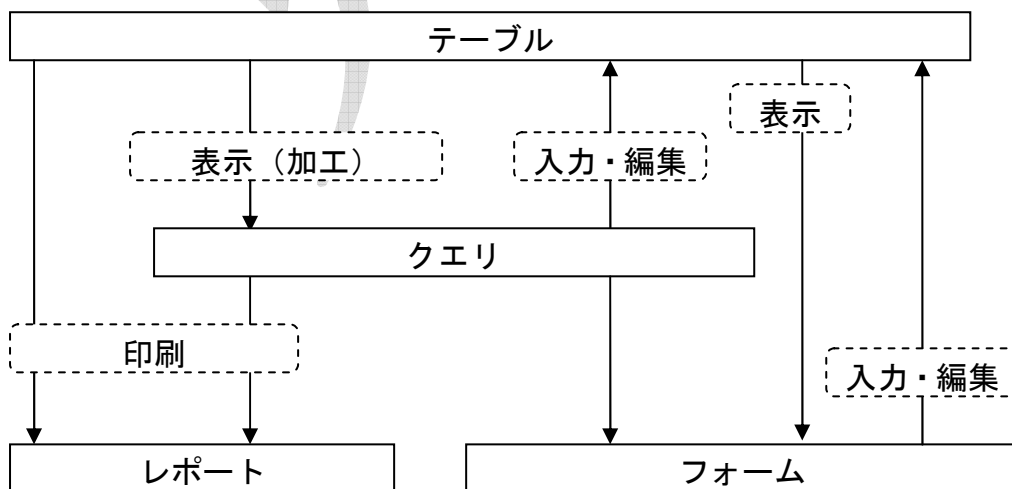 テーブル
表示
表示（加工）
入力・編集
クエリ
印刷
入力・編集
レポート
フォーム